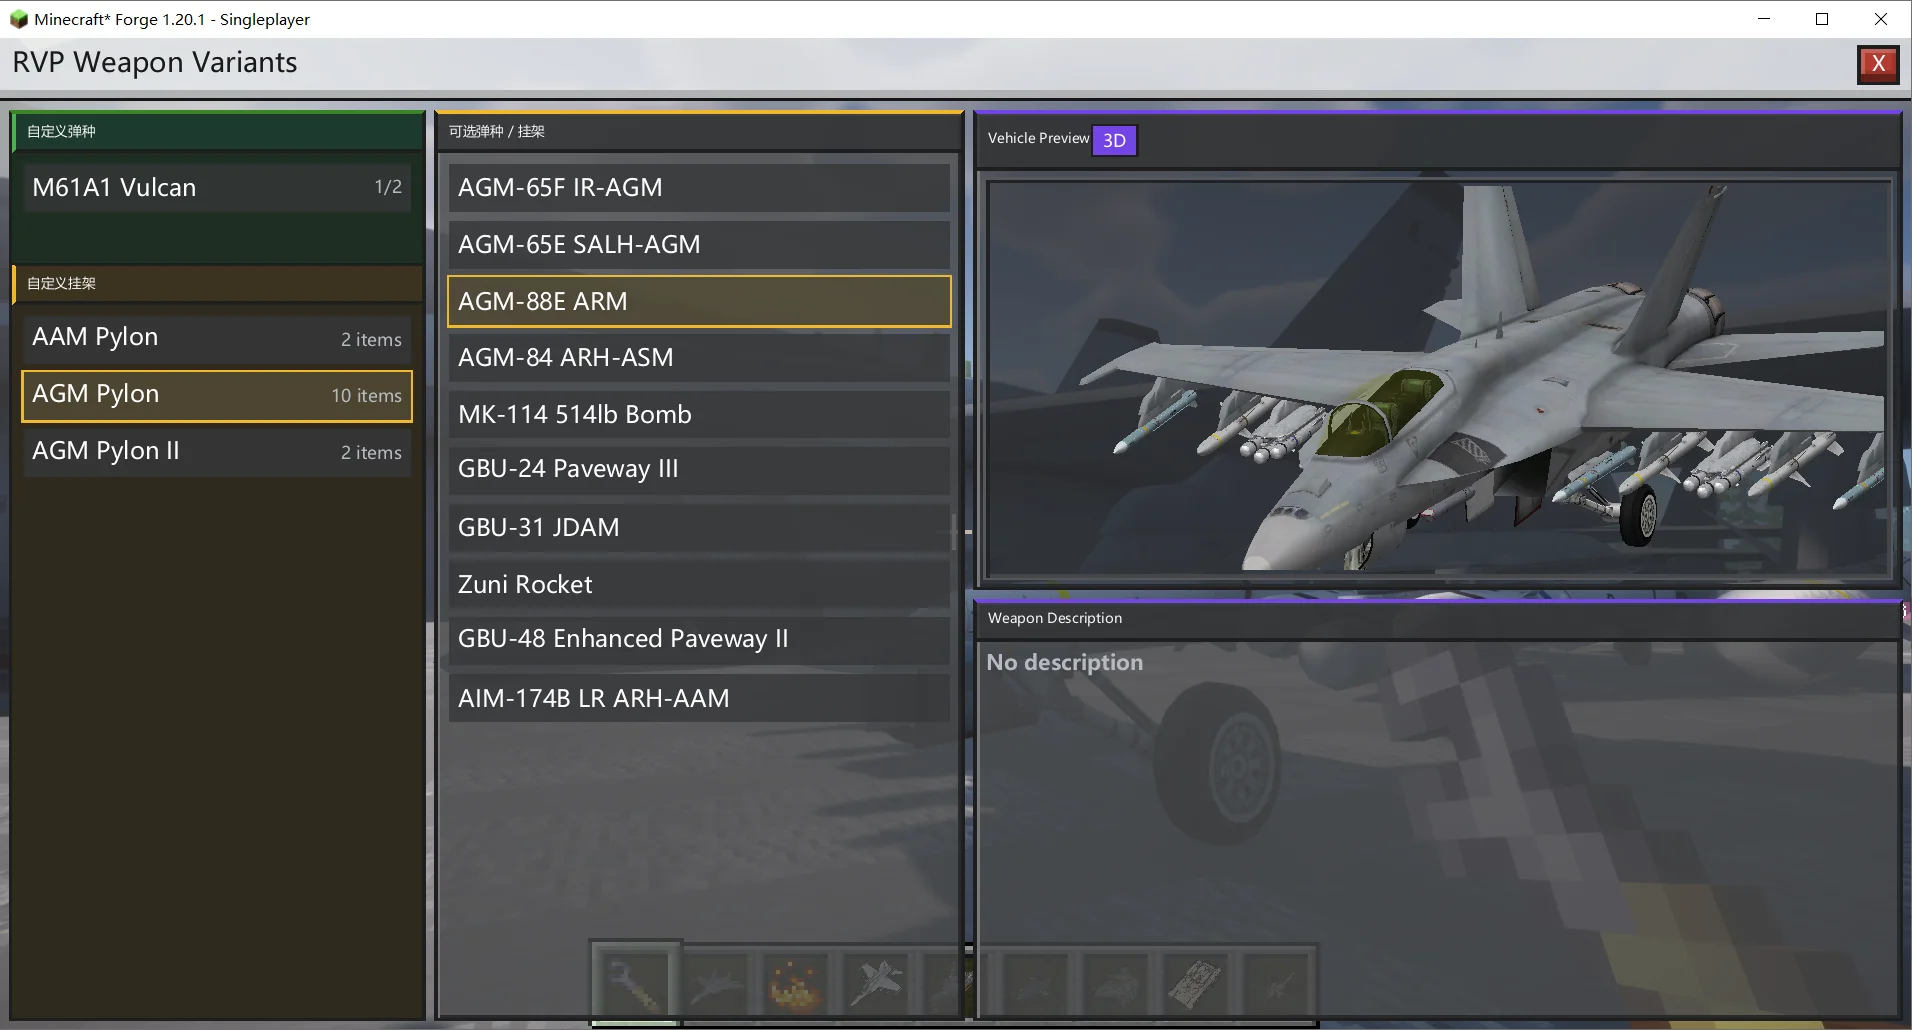 Minecraft* Forge 1.20.1 - Singleplayer
RVP Weapon Variants
X
自定义弹种
M61A1 Vulcan 1/2
自定义挂架
AAM Pylon 2 items
AGM Pylon 10 items
AGM Pylon II 2 items
可选弹种 / 挂架
AGM-65F IR-AGM
AGM-65E SALH-AGM
AGM-88E ARM
AGM-84 ARH-ASM
MK-114 514lb Bomb
GBU-24 Paveway III
GBU-31 JDAM
Zuni Rocket
GBU-48 Enhanced Paveway II
AIM-174B LR ARH-AAM
Vehicle Preview 3D
Weapon Description
No description